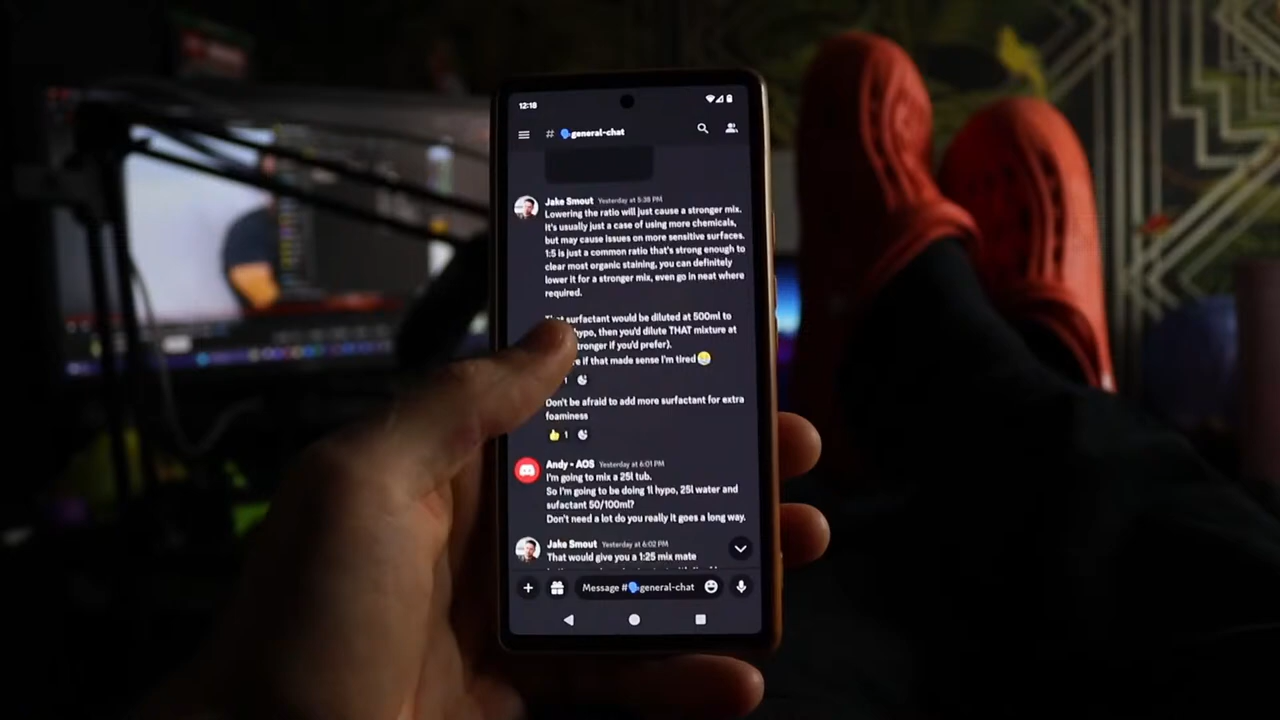 12:18
# general-chat
Jake Smout Yesterday at 5:35 PM
Lowering the ratio will just cause a stronger mix.
It's usually just a case of using more chemicals,
but may cause issues on more sensitive surfaces.
1:5 is just a common ratio that's strong enough to
clear most organic staining, you can definitely
lower it for a stronger mix, even go in neat where
required.
surfactant would be diluted at 500ml to
hypo, then you'd dilute THAT mixture at
tronger if you'd prefer).
e if that made sense I'm tired
1
Don't be afraid to add more surfactant for extra
foaminess
1
Andy - AOS Yesterday at 6:01 PM
I'm going to mix a 25l tub.
So I'm going to be doing 1l hypo, 25l water and
sufactant 50/100ml?
Don't need a lot do you really it goes a long way.
Jake Smout Yesterday at 6:02 PM
That would give you a 1:25 mix mate
Message # general-chat